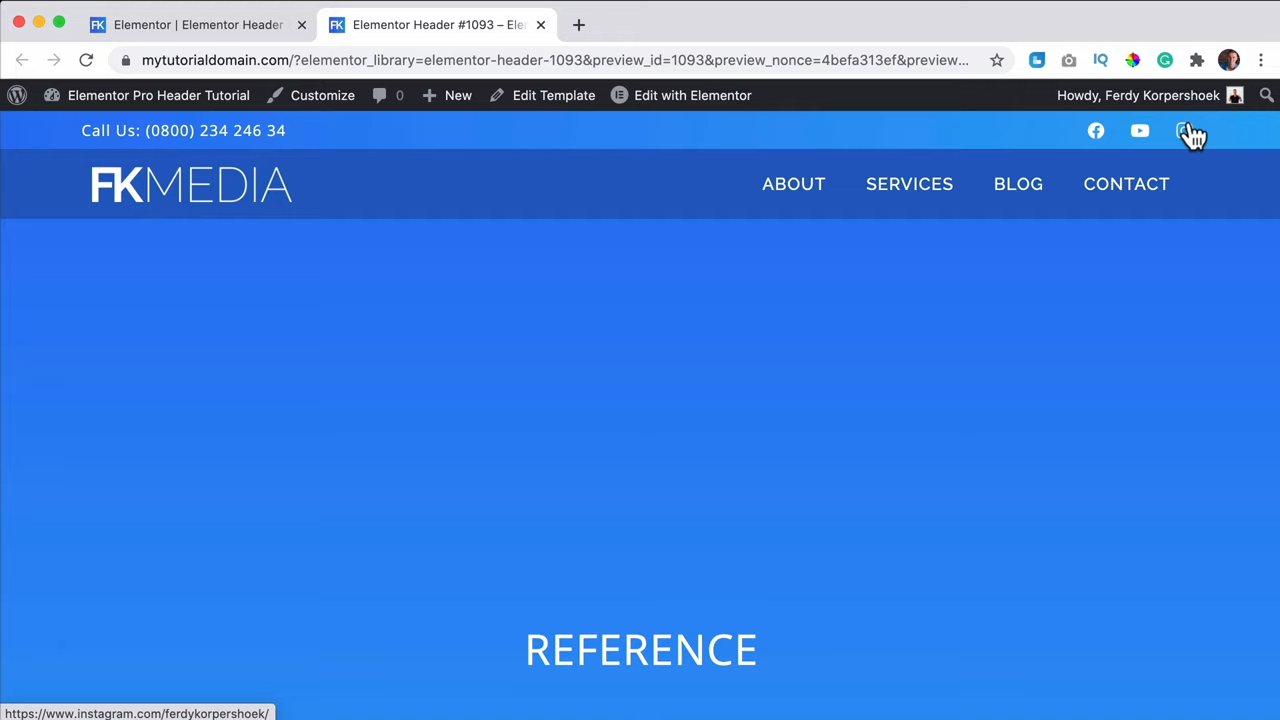 Elementor | Elementor Header
Elementor Header #1093 – Ele
mytutorialdomain.com/?elementor_library=elementor-header-1093&preview_id=1093&preview_nonce=4befa313ef&preview...
Elementor Pro Header Tutorial
Customize
0
New
Edit Template
Edit with Elementor
Howdy, Ferdy Korpershoek
Call Us: (0800) 234 246 34
FKMEDIA
ABOUT
SERVICES
BLOG
CONTACT
REFERENCE
https://www.instagram.com/ferdykorpershoek/